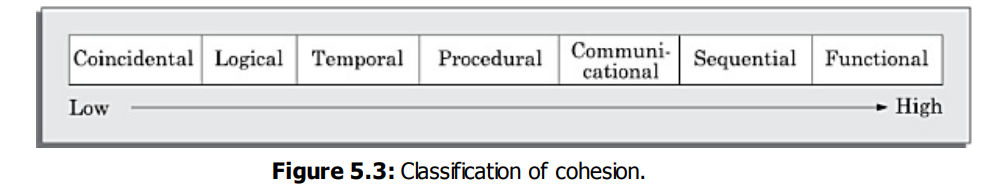 Coincidental Logical Temporal Procedural Communi-
cational Sequential Functional
Low High
Figure 5.3: Classification of cohesion.